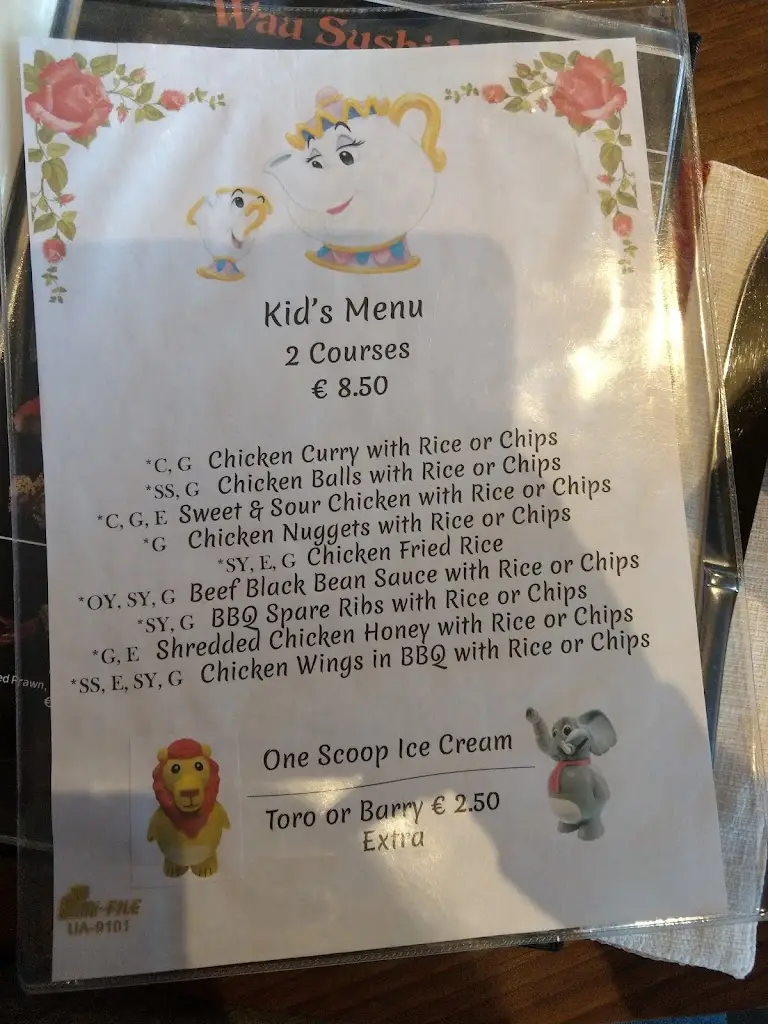 Wau Sushi
Kid's Menu
2 Courses
€ 8.50
*C, G Chicken Curry with Rice or Chips
*SS, G Chicken Balls with Rice or Chips
*C, G, E Sweet & Sour Chicken with Rice or Chips
*G Chicken Nuggets with Rice or Chips
*SY, E, G Chicken Fried Rice
*OY, SY, G Beef Black Bean Sauce with Rice or Chips
*SY, G BBQ Spare Ribs with Rice or Chips
*G, E Shredded Chicken Honey with Rice or Chips
*SS, E, SY, G Chicken Wings in BBQ with Rice or Chips
Prawn,
€
One Scoop Ice Cream
Toro or Barry € 2.50
Extra
UA-9101